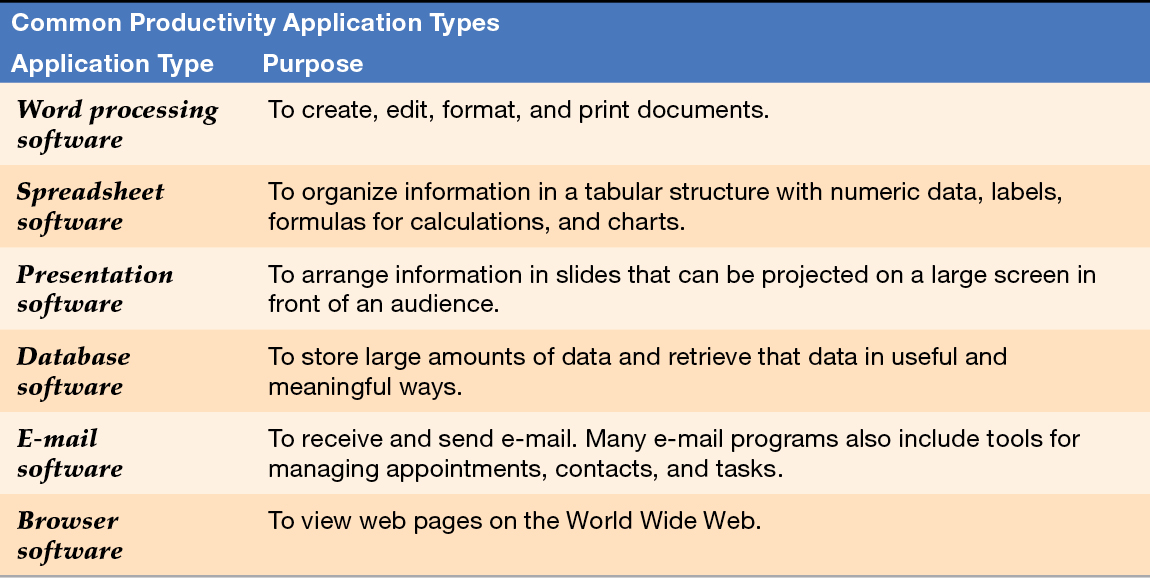 Common Productivity Application Types
Application Type Purpose
Word processing software To create, edit, format, and print documents.
Spreadsheet software To organize information in a tabular structure with numeric data, labels,
formulas for calculations, and charts.
Presentation software To arrange information in slides that can be projected on a large screen in
front of an audience.
Database software To store large amounts of data and retrieve that data in useful and
meaningful ways.
E-mail software To receive and send e-mail. Many e-mail programs also include tools for
managing appointments, contacts, and tasks.
Browser software To view web pages on the World Wide Web.